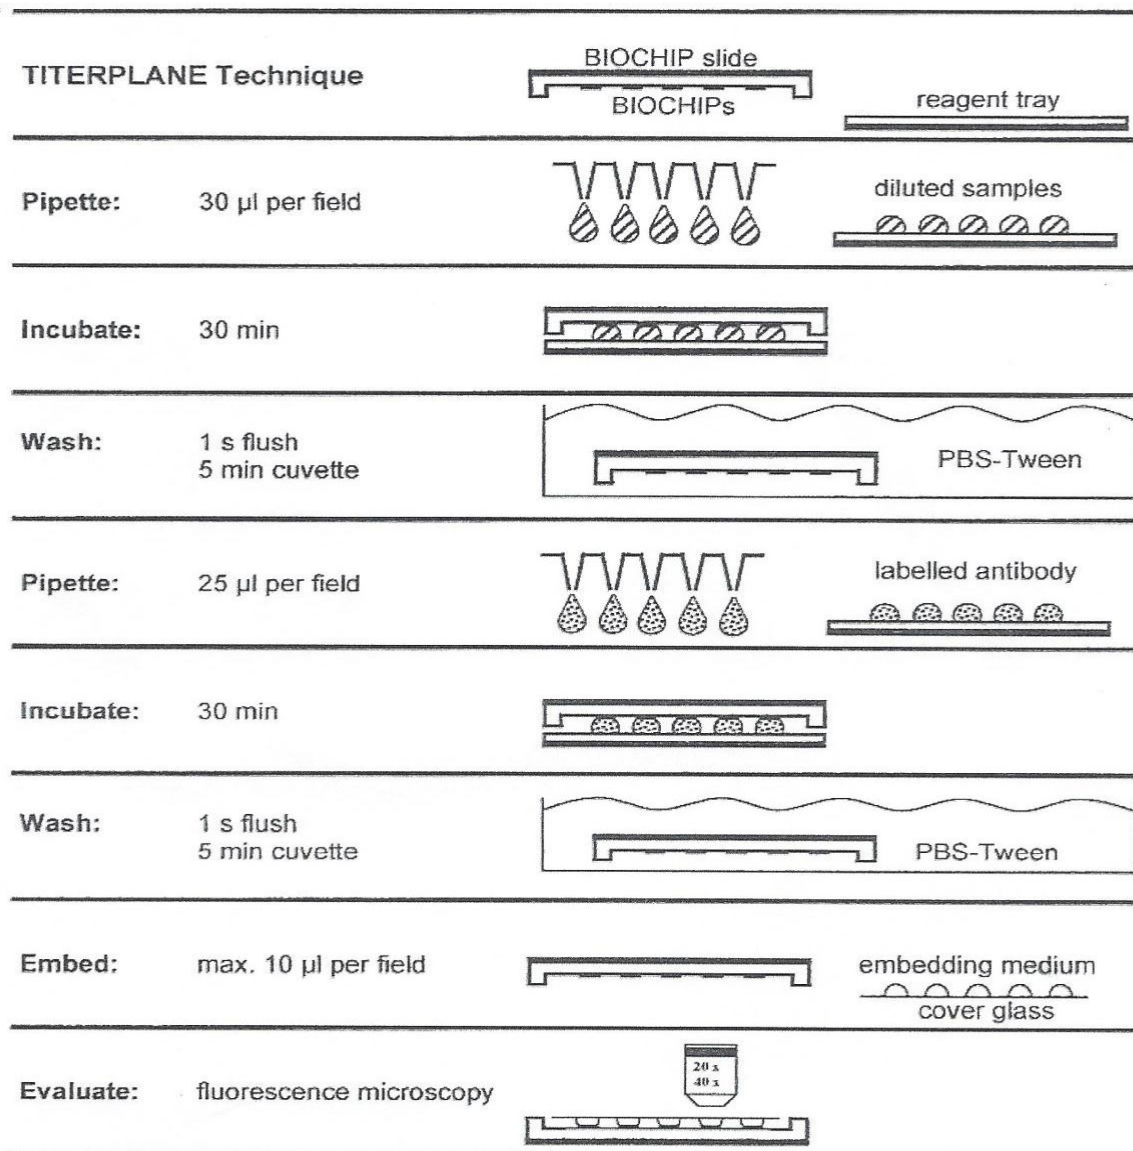 TITERPLANE Technique
BIOCHIP slide
BIOCHIPs
reagent tray
Pipette: 30 µl per field
diluted samples
Incubate: 30 min
Wash: 1 s flush
5 min cuvette
PBS-Tween
Pipette: 25 µl per field
labelled antibody
Incubate: 30 min
Wash: 1 s flush
5 min cuvette
PBS-Tween
Embed: max. 10 µl per field
embedding medium
cover glass
Evaluate: fluorescence microscopy
20 x
40 x